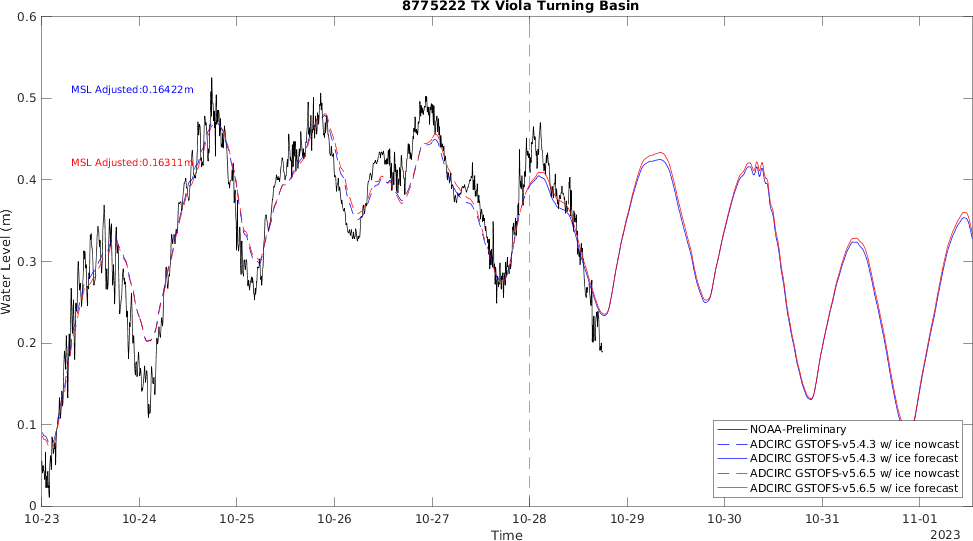 8775222 TX Viola Turning Basin
0.6
0.5
0.4
0.3
0.2
0.1
0
Water Level (m)
MSL Adjusted:0.16422m
MSL Adjusted:0.16311m
NOAA-Preliminary
ADCIRC GSTOFS-v5.4.3 w/ ice nowcast
ADCIRC GSTOFS-v5.4.3 w/ ice forecast
ADCIRC GSTOFS-v5.6.5 w/ ice nowcast
ADCIRC GSTOFS-v5.6.5 w/ ice forecast
10-23 10-24 10-25 10-26 10-27 10-28 10-29 10-30 10-31 11-01
Time
2023